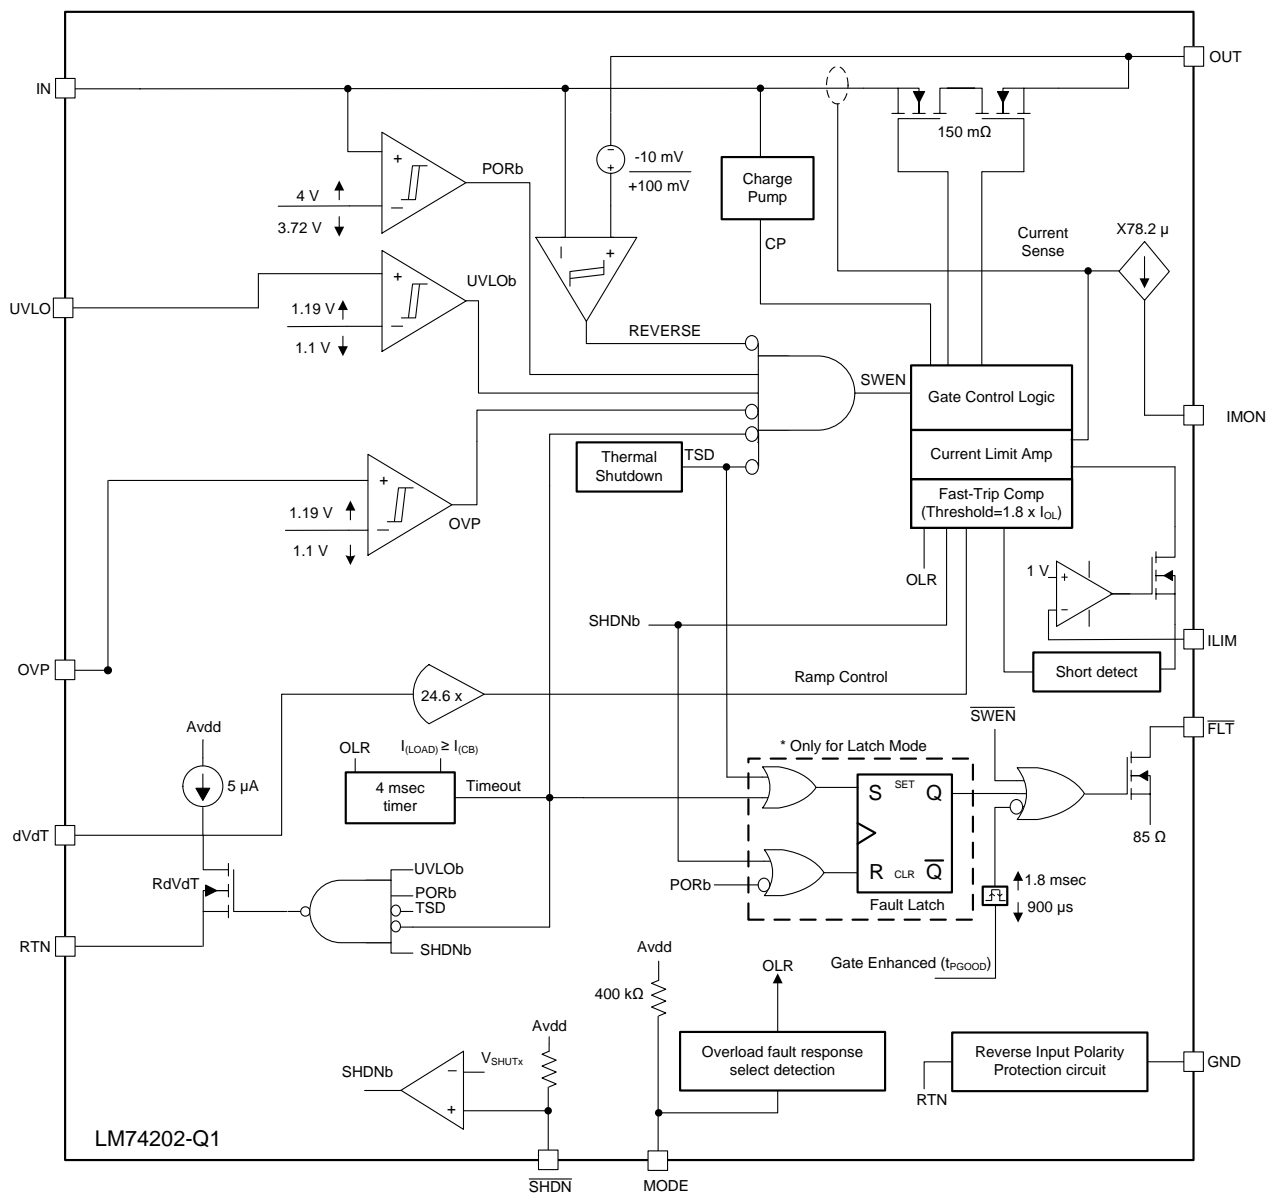 OUT
IN
150 mΩ
-10 mV
+100 mV
+
−
PORb
4 V
3.72 V
−
+
Charge
Pump
CP
Current
Sense
X78.2 µ
+
−
UVLOb
1.19 V
1.1 V
UVLO
−
+
REVERSE
SWEN
Gate Control Logic
Current Limit Amp
Fast-Trip Comp
(Threshold=1.8 x IOL)
IMON
Thermal
Shutdown
TSD
+
−
1.19 V
1.1 V
OVP
OLR
1 V
+
−
SHDNb
ILIM
OVP
Short detect
24.6 x
Ramp Control
Avdd
SWEN
FLT
OLR
I(LOAD) ≥ I(CB)
* Only for Latch Mode
5 µA
4 msec
timer
Timeout
S SET Q
85 Ω
dVdT
RdVdT
UVLOb
PORb
TSD
SHDNb
PORb
R CLR Q
Fault Latch
1.8 msec
900 µs
RTN
Avdd
OLR
Gate Enhanced (tPGOOD)
400 kΩ
Avdd
SHDNb
VSHUTx
−
+
Overload fault response
select detection
Reverse Input Polarity
Protection circuit
GND
RTN
LM74202-Q1
SHDN
MODE